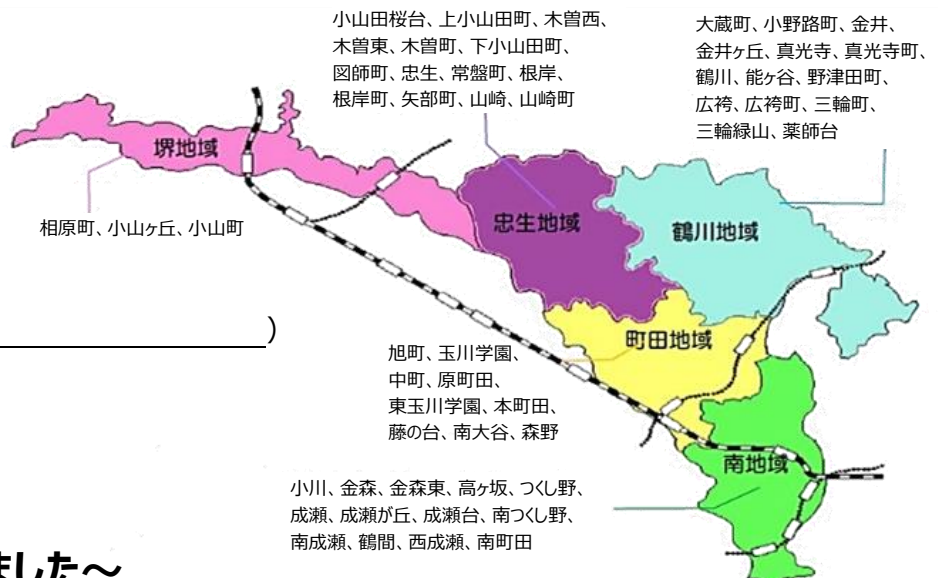 小山田桜台、上小山田町、木曽西、
木曽東、木曽町、下小山田町、
図師町、忠生、常盤町、根岸、
根岸町、矢部町、山崎、山崎町
大蔵町、小野路町、金井、
金井ヶ丘、真光寺、真光寺町、
鶴川、能ヶ谷、野津田町、
広袴、広袴町、三輪町、
三輪緑山、薬師台
堺地域
忠生地域
鶴川地域
相原町、小山ヶ丘、小山町
)
町田地域
旭町、玉川学園、
中町、原町田、
東玉川学園、本町田、
藤の台、南大谷、森野
南地域
小川、金森、金森東、高ヶ坂、つくし野、
成瀬、成瀬が丘、成瀬台、南つくし野、
南成瀬、鶴間、西成瀬、南町田
ました～